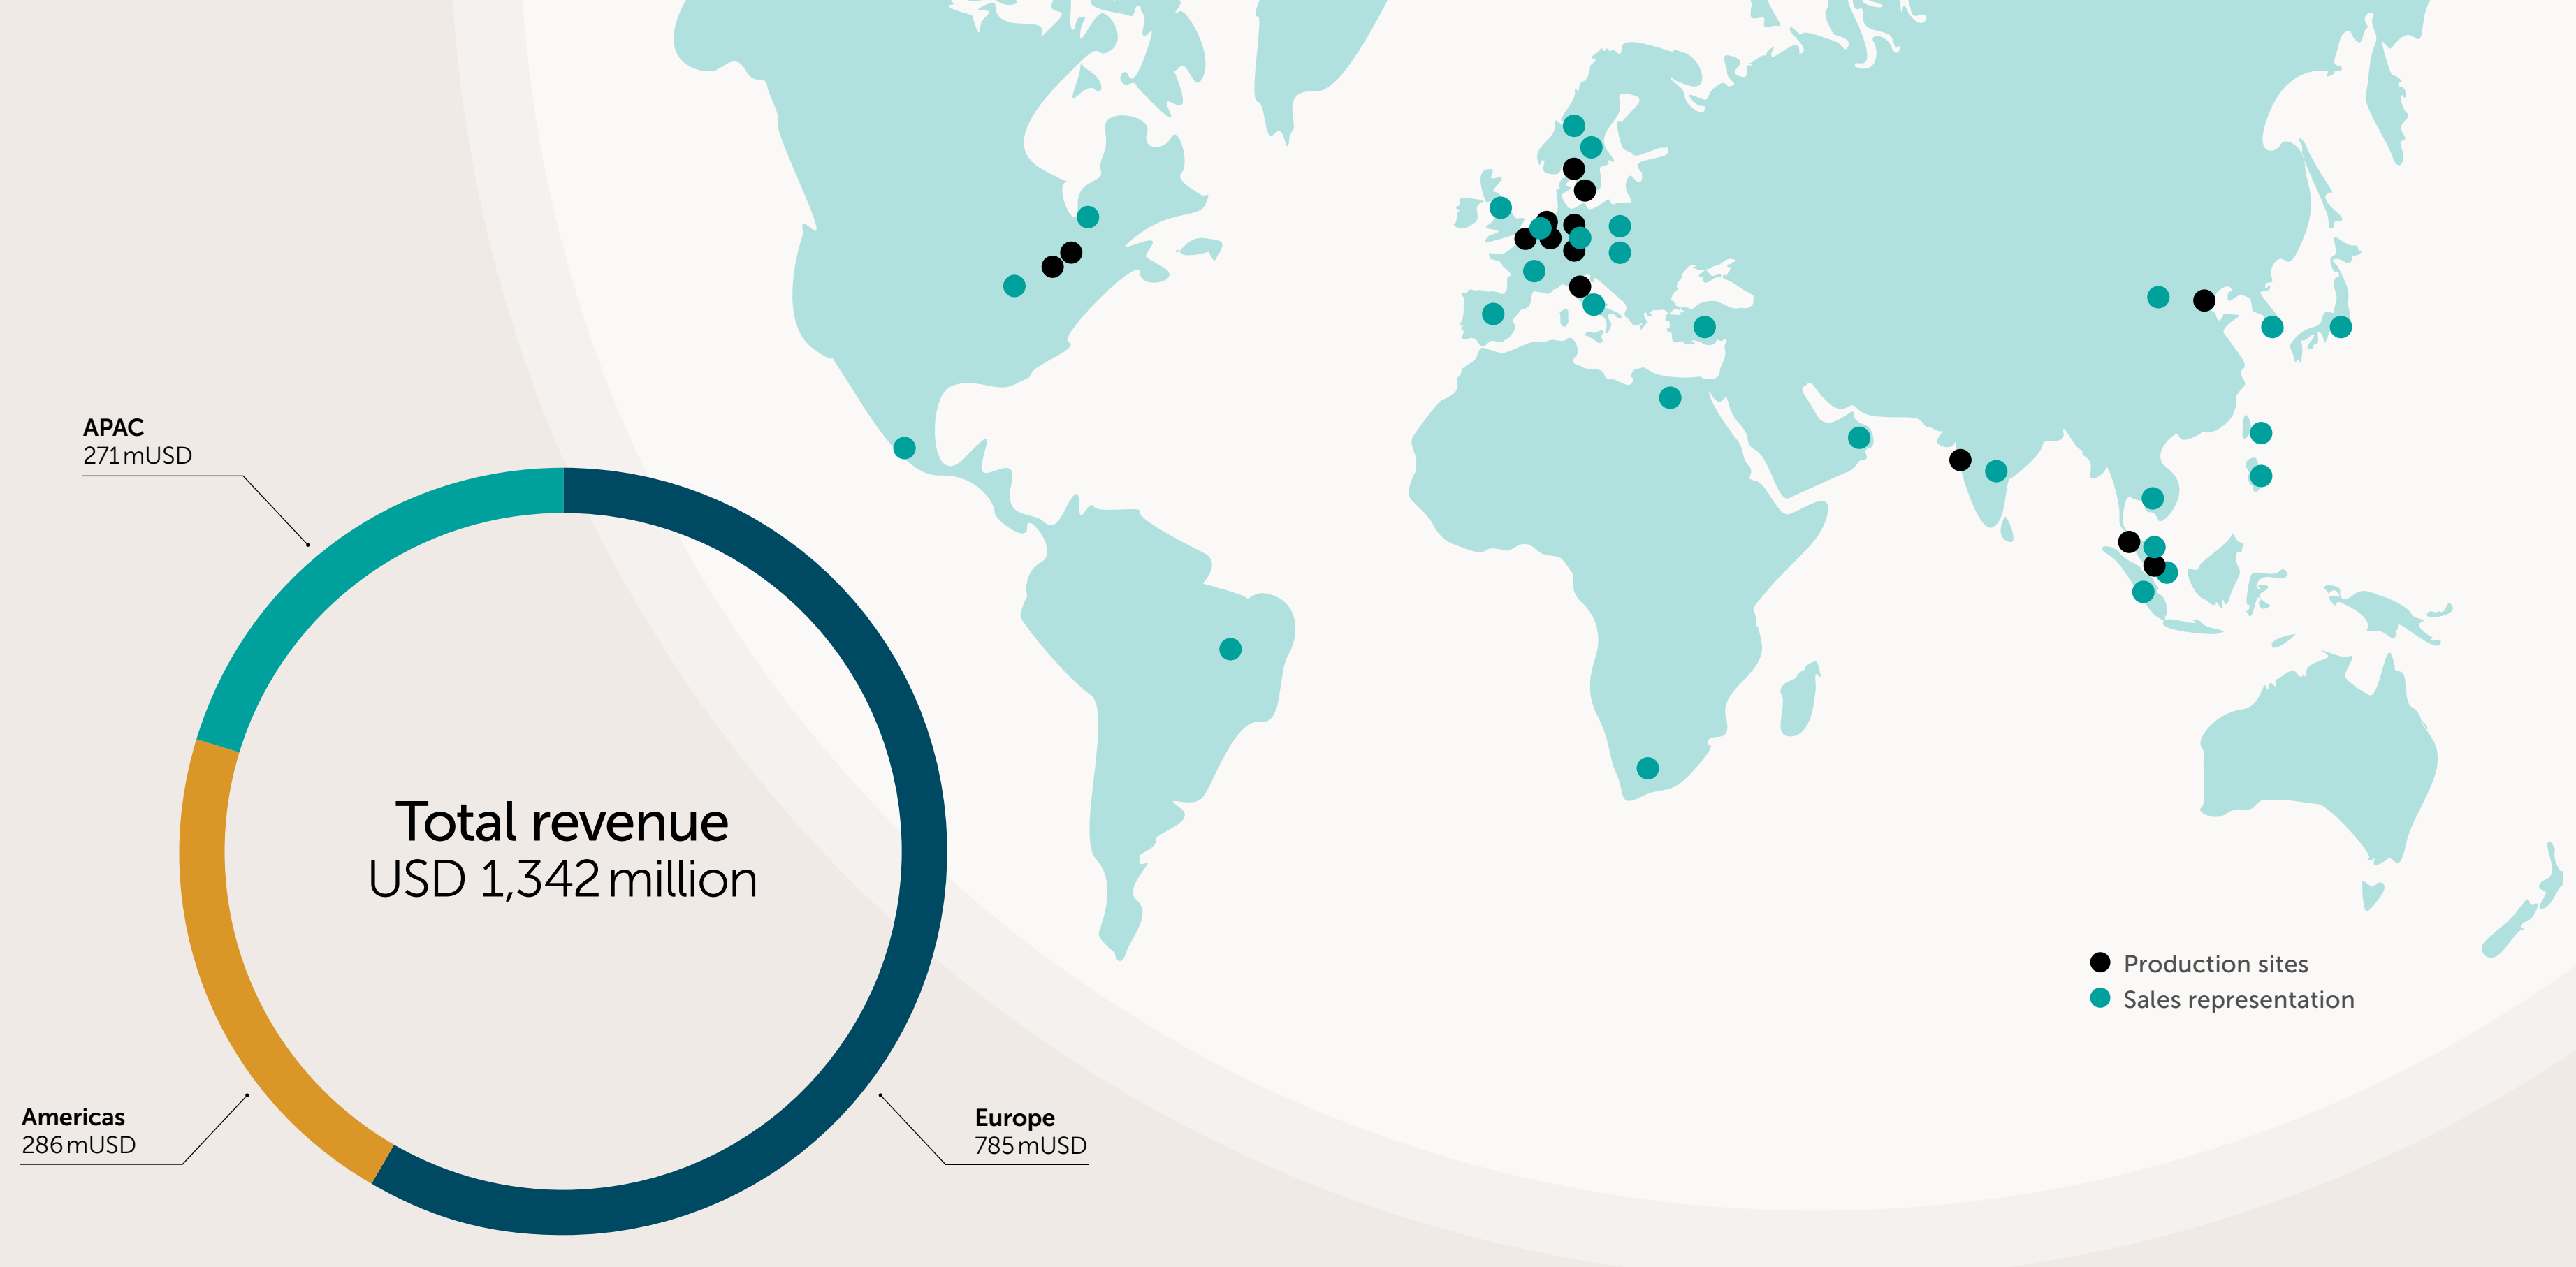 APAC
271 mUSD
Total revenue
USD 1,342 million
Americas
286 mUSD
Europe
785 mUSD
Production sites
Sales representation